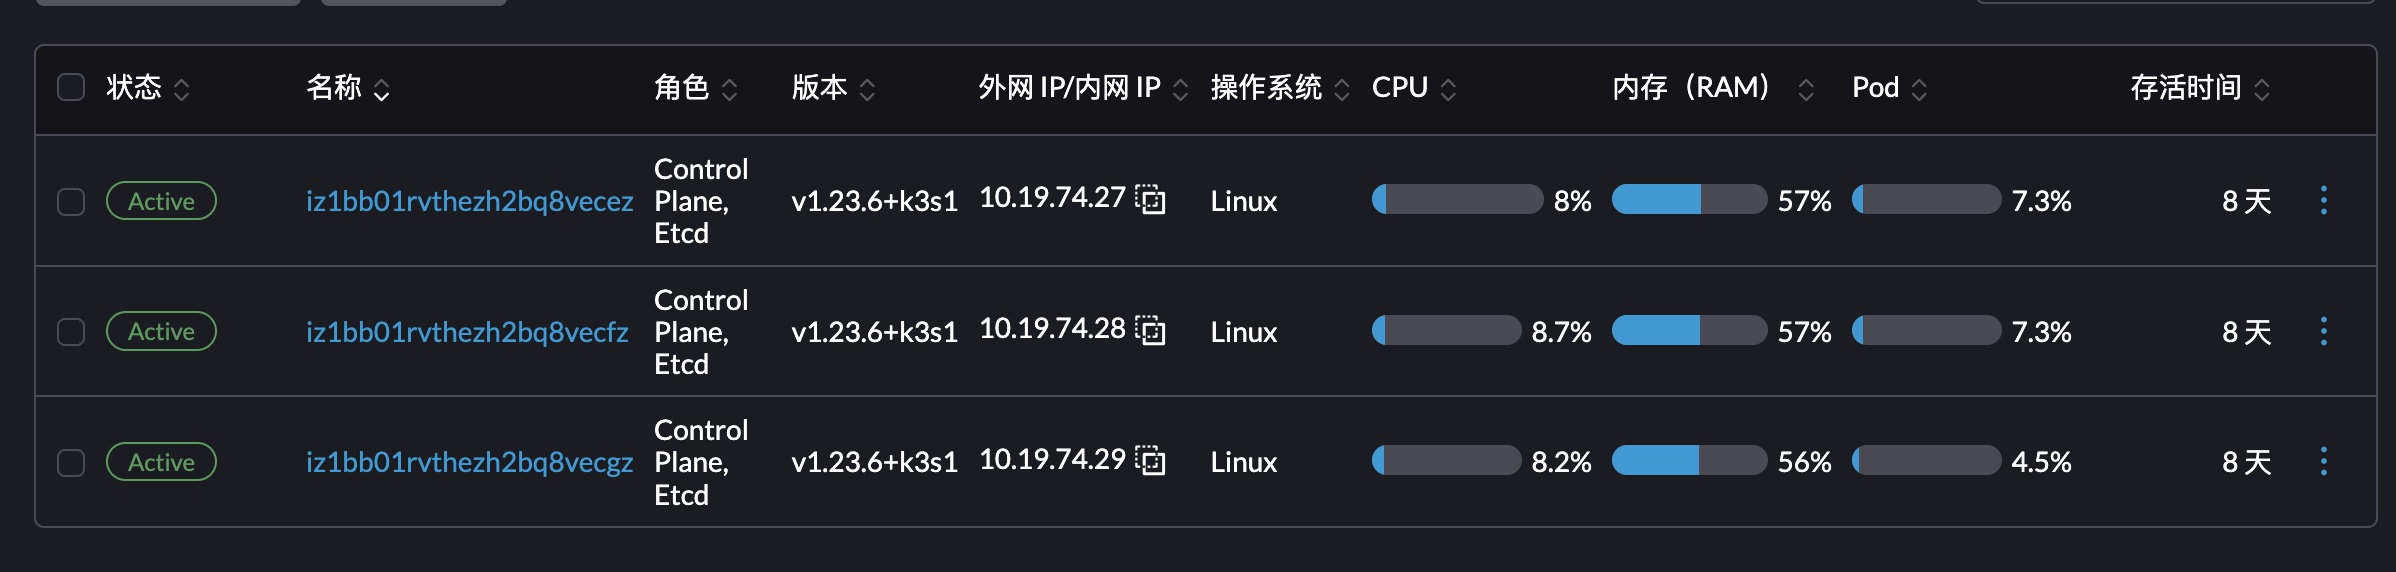 状态 名称 角色 版本 外网 IP/内网 IP 操作系统 CPU 内存（RAM） Pod 存活时间
Active iz1bb01rvthezh2bq8vecez Control Plane, Etcd v1.23.6+k3s1 10.19.74.27 Linux 8% 57% 7.3% 8 天
Active iz1bb01rvthezh2bq8vecfz Control Plane, Etcd v1.23.6+k3s1 10.19.74.28 Linux 8.7% 57% 7.3% 8 天
Active iz1bb01rvthezh2bq8vecgz Control Plane, Etcd v1.23.6+k3s1 10.19.74.29 Linux 8.2% 56% 4.5% 8 天